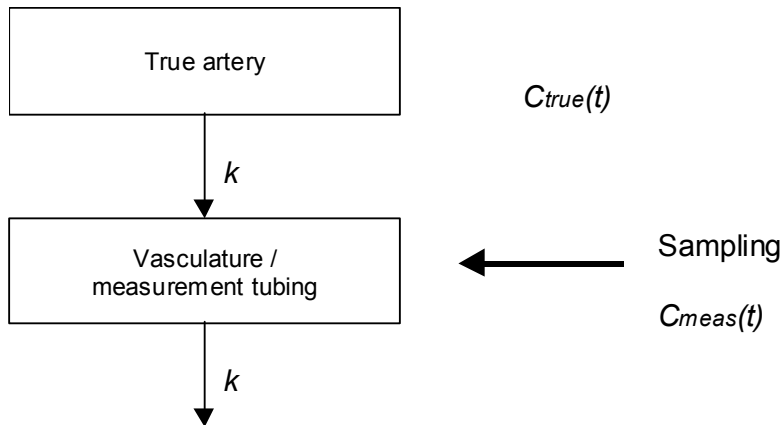 True artery
Ctrue(t)
k
Vasculature /
measurement tubing
Sampling
Cmeas(t)
k